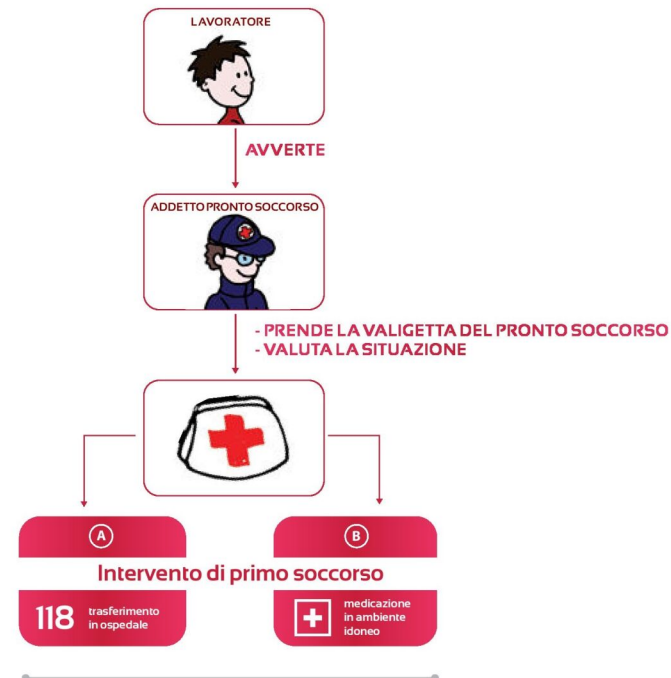 LAVORATORE
AVVERTE
ADDETTO PRONTO SOCCORSO
- PRENDE LA VALIGETTA DEL PRONTO SOCCORSO
- VALUTA LA SITUAZIONE
A
B
Intervento di primo soccorso
118
trasferimento
in ospedale
medicazione
in ambiente
idoneo